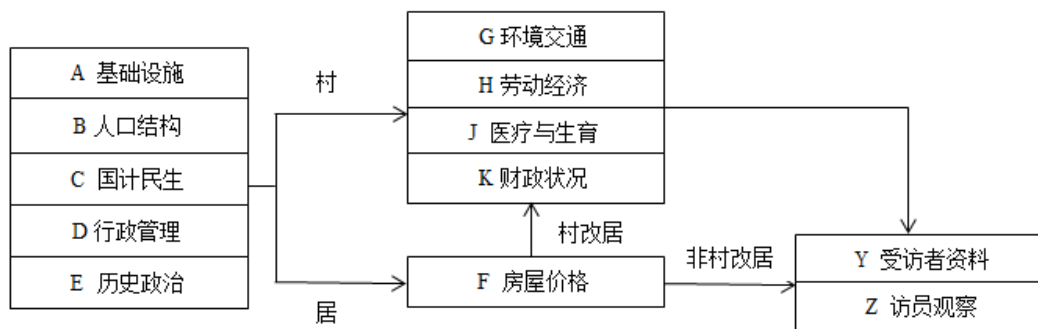 A 基础设施
B 人口结构
C 国计民生
D 行政管理
E 历史政治
村
居
G 环境交通
H 劳动经济
J 医疗与生育
K 财政状况
村改居
F 房屋价格
非村改居
Y 受访者资料
Z 访员观察